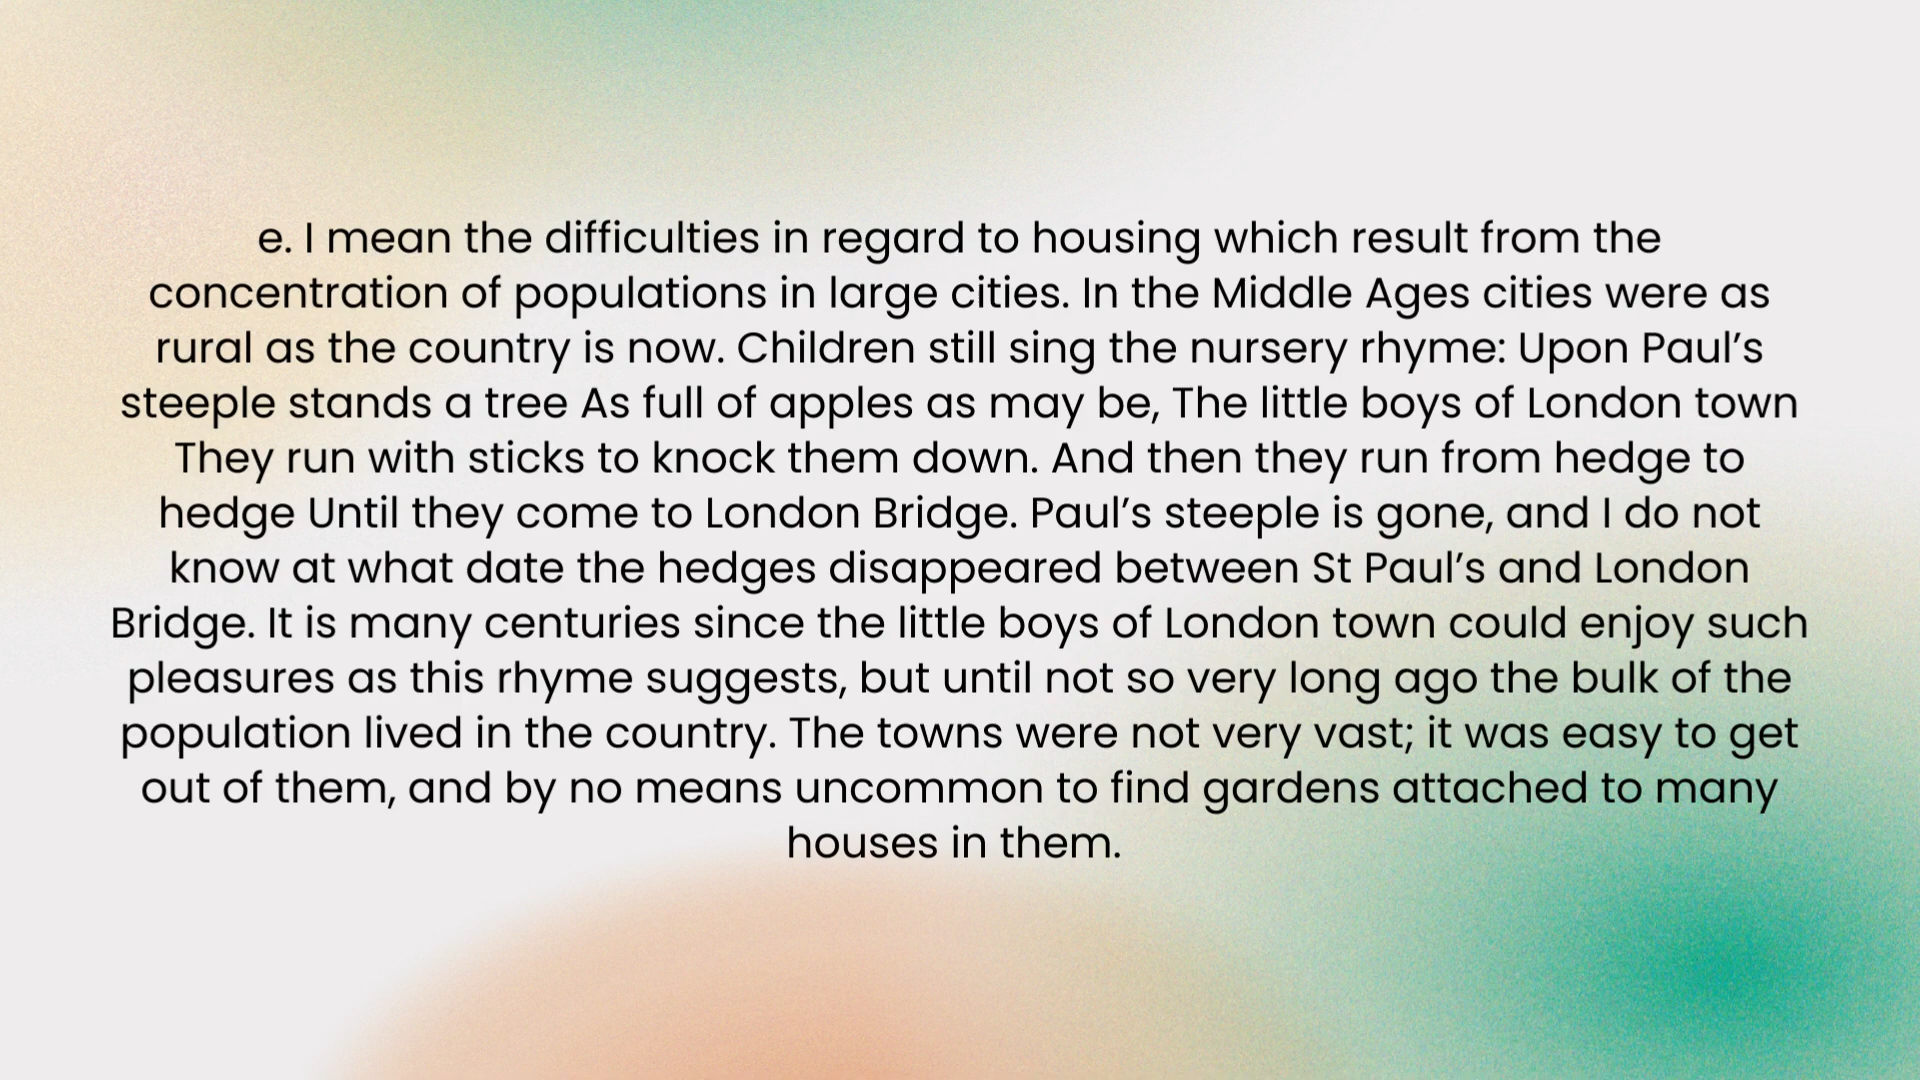 e. I mean the difficulties in regard to housing which result from the
concentration of populations in large cities. In the Middle Ages cities were as
rural as the country is now. Children still sing the nursery rhyme: Upon Paul’s
steeple stands a tree As full of apples as may be, The little boys of London town
They run with sticks to knock them down. And then they run from hedge to
hedge Until they come to London Bridge. Paul’s steeple is gone, and I do not
know at what date the hedges disappeared between St Paul’s and London
Bridge. It is many centuries since the little boys of London town could enjoy such
pleasures as this rhyme suggests, but until not so very long ago the bulk of the
population lived in the country. The towns were not very vast; it was easy to get
out of them, and by no means uncommon to find gardens attached to many
houses in them.